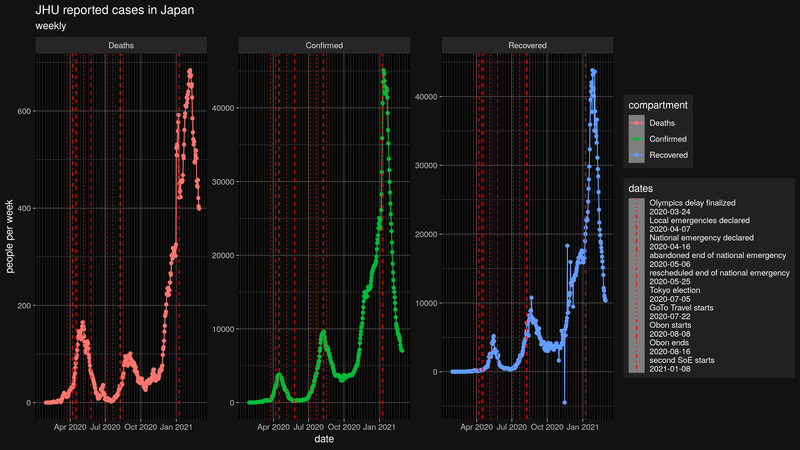 JHU reported cases in Japan
weekly
Deaths
Confirmed
Recovered
people per week
600
400
200
0
40000
30000
20000
10000
0
40000
30000
20000
10000
0
Apr 2020 Jul 2020 Oct 2020 Jan 2021
Apr 2020 Jul 2020 Oct 2020 Jan 2021
Apr 2020 Jul 2020 Oct 2020 Jan 2021
date
compartment
Deaths
Confirmed
Recovered
dates
Olympics delay finalized
2020-03-24
Local emergencies declared
2020-04-07
National emergency declared
2020-04-16
abandoned end of national emergency
2020-05-06
rescheduled end of national emergency
2020-05-25
Tokyo election
2020-07-05
GoTo Travel starts
2020-07-22
Obon starts
2020-08-08
Obon ends
2020-08-16
second SoE starts
2021-01-08